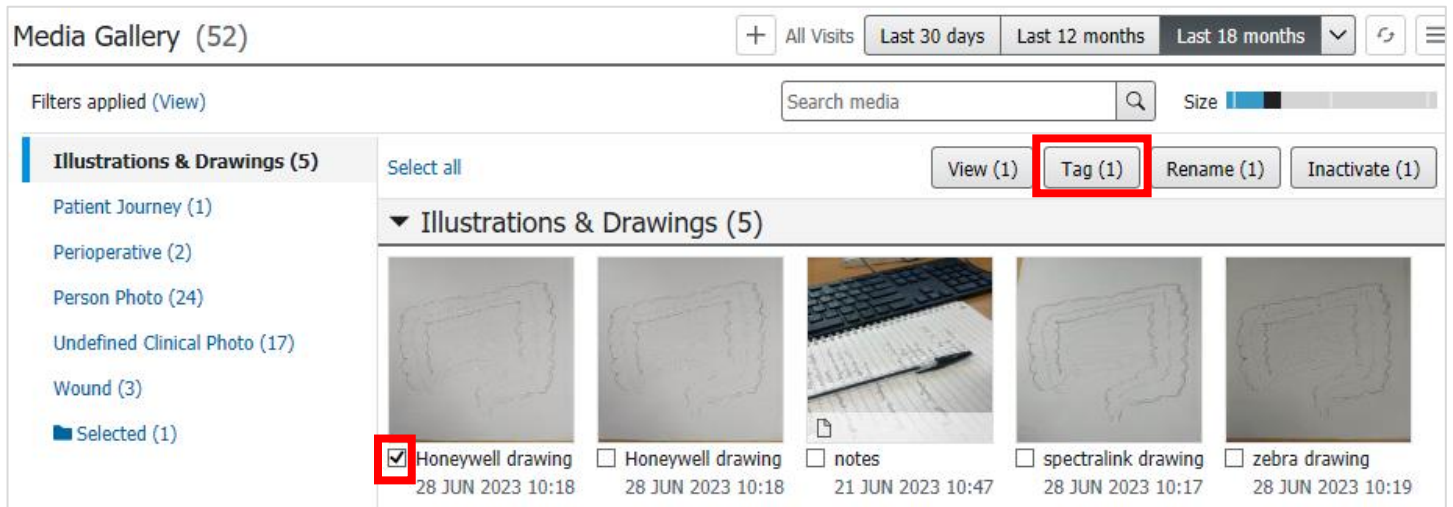 Media Gallery (52)
All Visits Last 30 days Last 12 months Last 18 months
Filters applied (View)
Search media
Size
Illustrations & Drawings (5)
Patient Journey (1)
Perioperative (2)
Person Photo (24)
Undefined Clinical Photo (17)
Wound (3)
Selected (1)
Select all
View (1) Tag (1) Rename (1) Inactivate (1)
Illustrations & Drawings (5)
Honeywell drawing
28 JUN 2023 10:18
Honeywell drawing
28 JUN 2023 10:18
notes
21 JUN 2023 10:47
spectralink drawing
28 JUN 2023 10:17
zebra drawing
28 JUN 2023 10:19